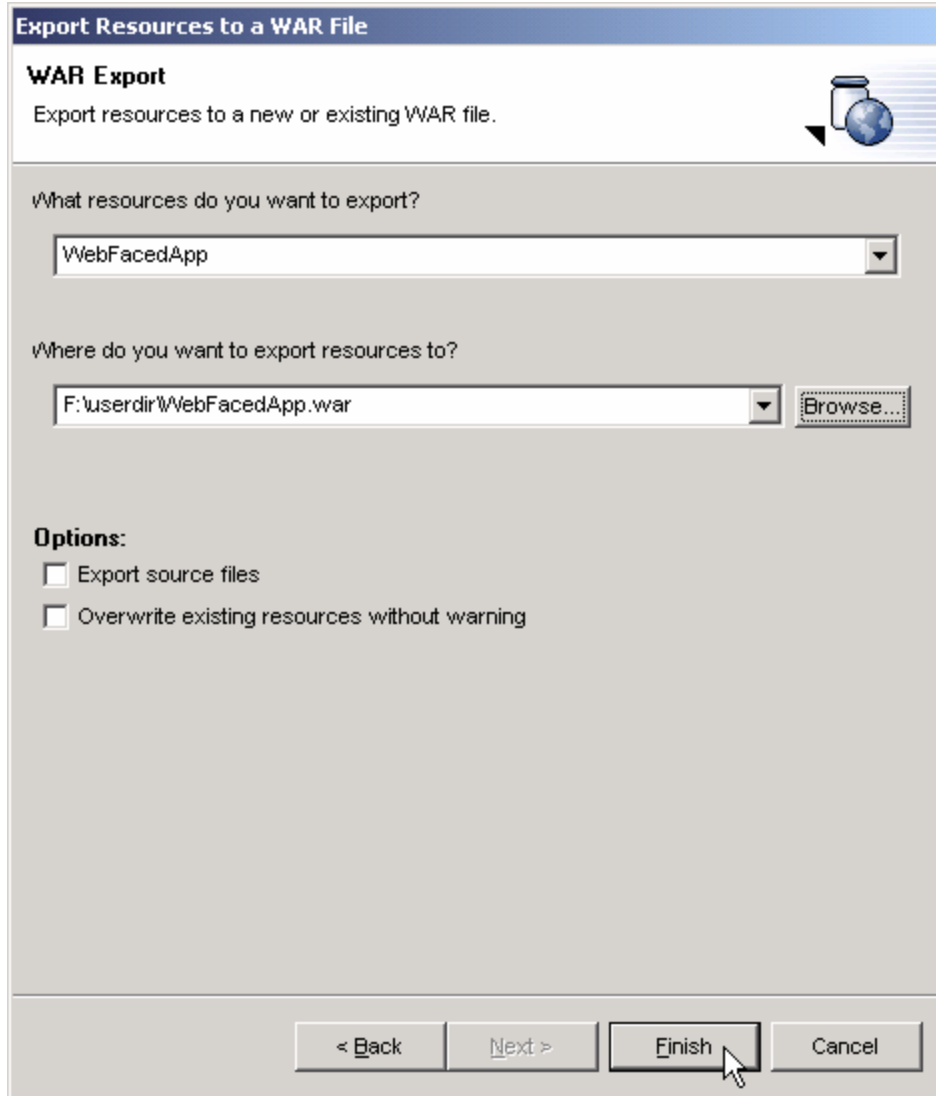 Export Resources to a WAR File
WAR Export
Export resources to a new or existing WAR file.
What resources do you want to export?
WebFacedApp
Where do you want to export resources to?
F:\userdir\WebFacedApp.war
Browse...
Options:
Export source files
Overwrite existing resources without warning
< Back Next > Finish Cancel